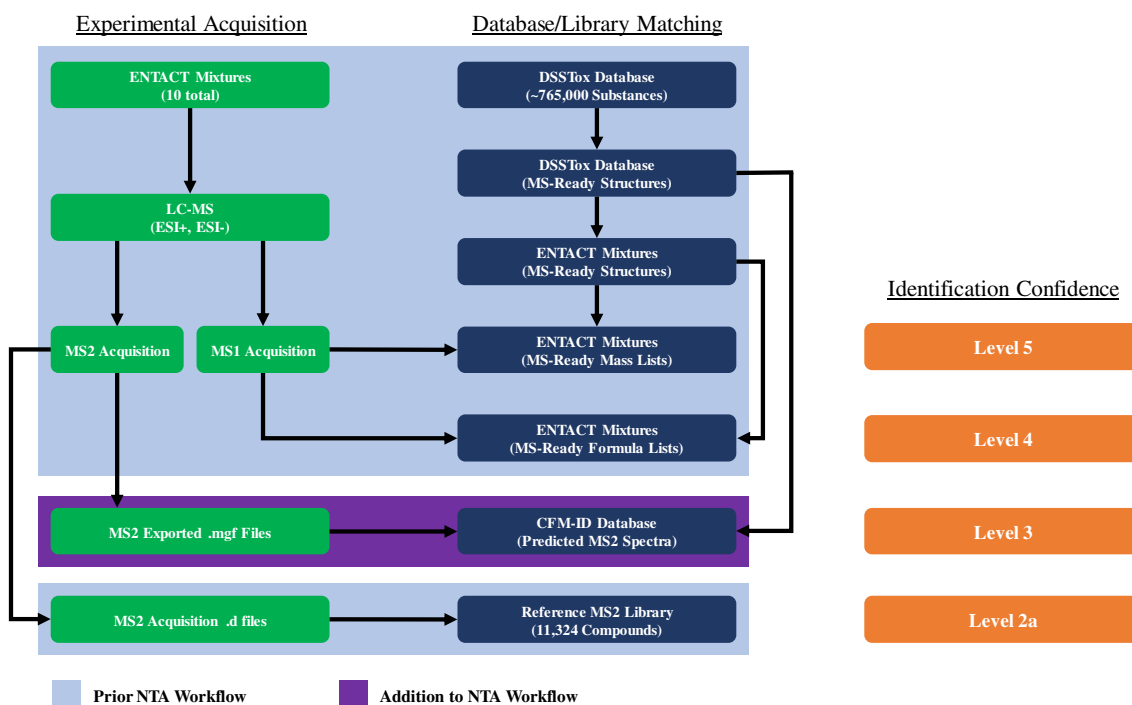 Experimental Acquisition
Database/Library Matching
ENTACT Mixtures
(10 total)
DSSTox Database
(~765,000 Substances)
DSSTox Database
(MS-Ready Structures)
LC-MS
(ESI+, ESI-)
ENTACT Mixtures
(MS-Ready Structures)
Identification Confidence
MS2 Acquisition
MS1 Acquisition
ENTACT Mixtures
(MS-Ready Mass Lists)
Level 5
ENTACT Mixtures
(MS-Ready Formula Lists)
Level 4
MS2 Exported .mgf Files
CFM-ID Database
(Predicted MS2 Spectra)
Level 3
MS2 Acquisition .d files
Reference MS2 Library
(11,324 Compounds)
Level 2a
Prior NTA Workflow
Addition to NTA Workflow